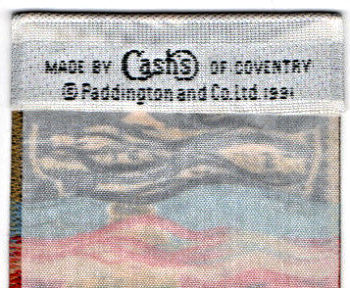 MADE BY Cash's OF COVENTRY
© Paddington and Co.Ltd.1991